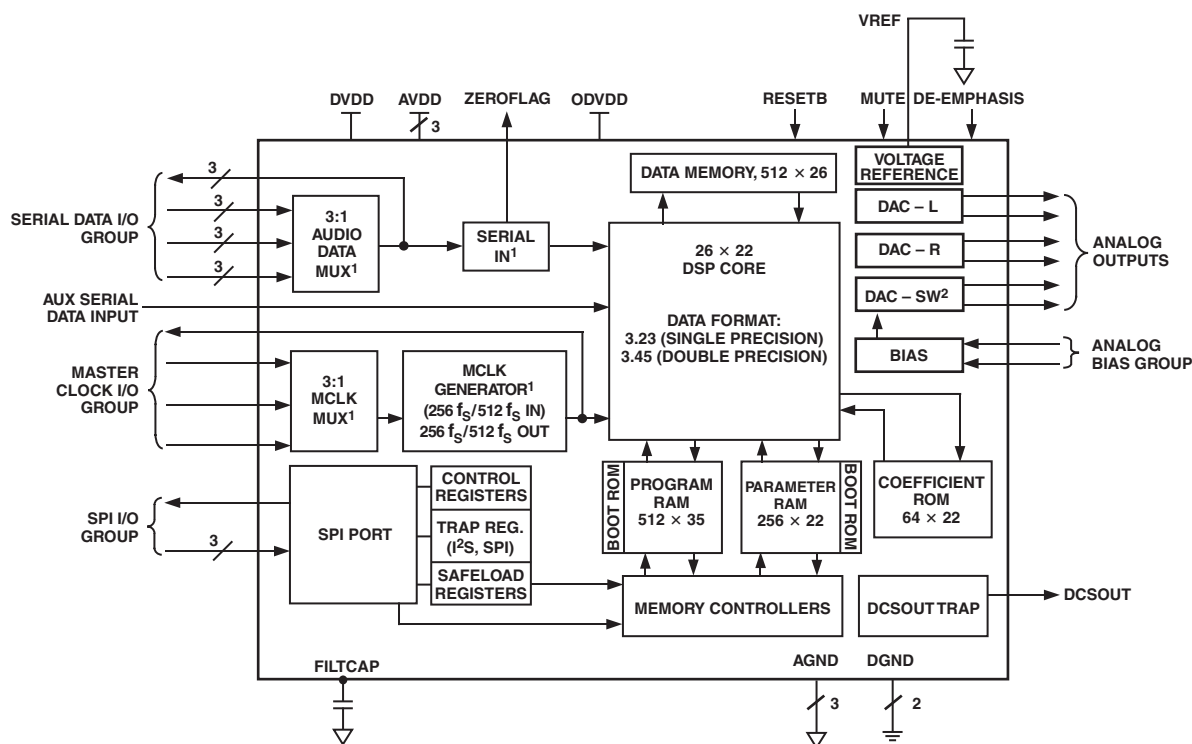 VREF
DVDD
AVDD
3
ZEROFLAG
ODVDD
RESETB
MUTE
DE-EMPHASIS
3
3
3
3
SERIAL DATA I/O
GROUP
3:1
AUDIO
DATA
MUX1
SERIAL
IN1
DATA MEMORY, 512 × 26
26 × 22
DSP CORE
DATA FORMAT:
3.23 (SINGLE PRECISION)
3.45 (DOUBLE PRECISION)
VOLTAGE
REFERENCE
DAC – L
DAC – R
DAC – SW2
BIAS
ANALOG
OUTPUTS
ANALOG
BIAS GROUP
AUX SERIAL
DATA INPUT
MASTER
CLOCK I/O
GROUP
3:1
MCLK
MUX1
MCLK
GENERATOR1
(256 fS/512 fS IN)
256 fS/512 fS OUT
SPI I/O
GROUP
3
SPI PORT
CONTROL
REGISTERS
TRAP REG.
(I2S, SPI)
SAFELOAD
REGISTERS
BOOT ROM
PROGRAM
RAM
512 × 35
PARAMETER
RAM
256 × 22
BOOT ROM
COEFFICIENT
ROM
64 × 22
MEMORY CONTROLLERS
DCSOUT TRAP
DCSOUT
FILTCAP
AGND
3
DGND
2